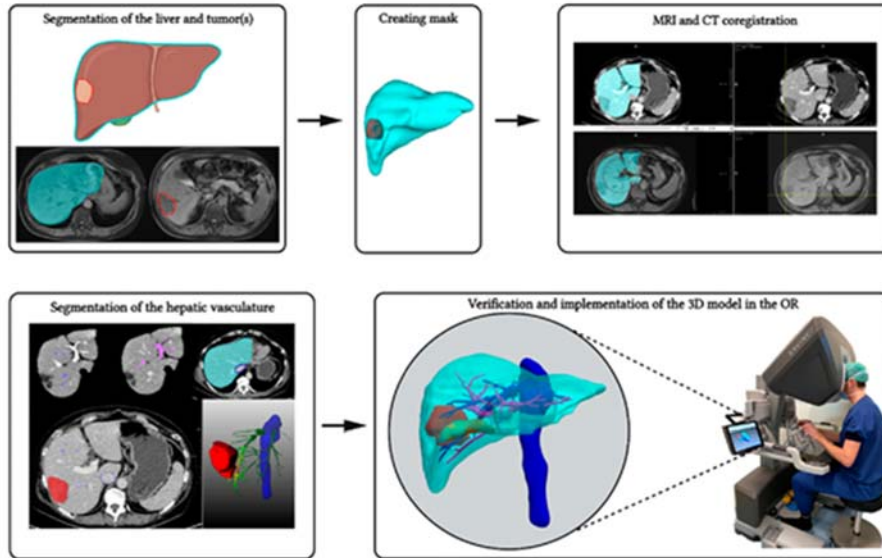 Segmentation of the liver and tumor(s)
Creating mask
MRI and CT coregistration
Segmentation of the hepatic vasculature
Verification and implementation of the 3D model in the OR